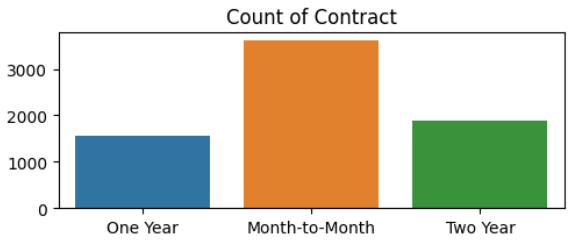 Count of Contract
3000
2000
1000
0
One Year Month-to-Month Two Year